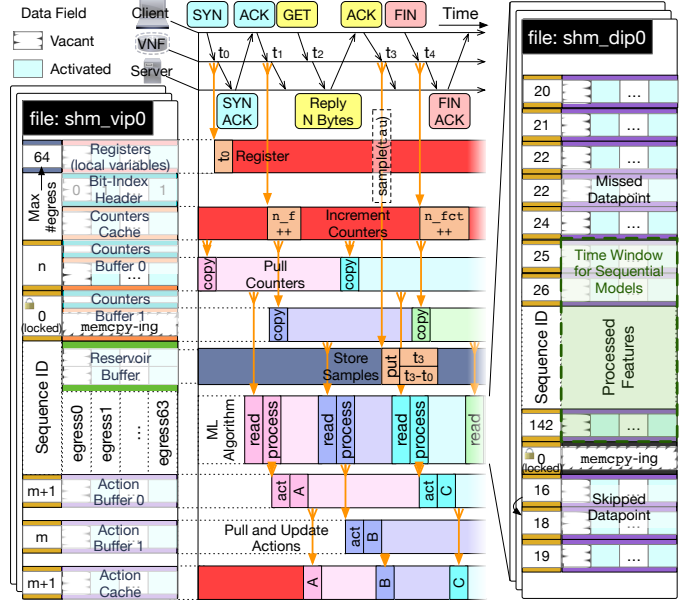 Data Field
Vacant
Activated
Client
VNF
Server
SYN
ACK
GET
ACK
FIN
Time
t0
t1
t2
t3
t4
SYN
ACK
Reply
N Bytes
FIN
ACK
file: shm_vip0
64
Registers
(local variables)
Max
#egress
0
0
1
Bit-Index
Header
Counters
Cache
n
Counters
Buffer 0
...
0
(locked)
Counters
Buffer 1
memcpy-ing
Reservoir
Buffer
Sequence ID
egress0
egress1
...
egress63
m+1
Action
Buffer 0
m
Action
Buffer 1
m+1
Action
Cache
t0
Register
sample(tau)
n_f
++
Increment
Counters
n_fct
++
copy
Pull
Counters
copy
copy
copy
Store
Samples
put
t3
t3-t0
ML
Algorithm
read
process
read
process
read
process
read
act
A
act
C
Pull and Update
Actions
act
B
A
B
C
file: shm_dip0
20
...
21
22
...
22
Missed
Datapoint
24
25
Time Window
for Sequential
Models
26
Sequence ID
Processed
Features
142
...
0
(locked)
memcpy-ing
16
Skipped
Datapoint
18
19
...